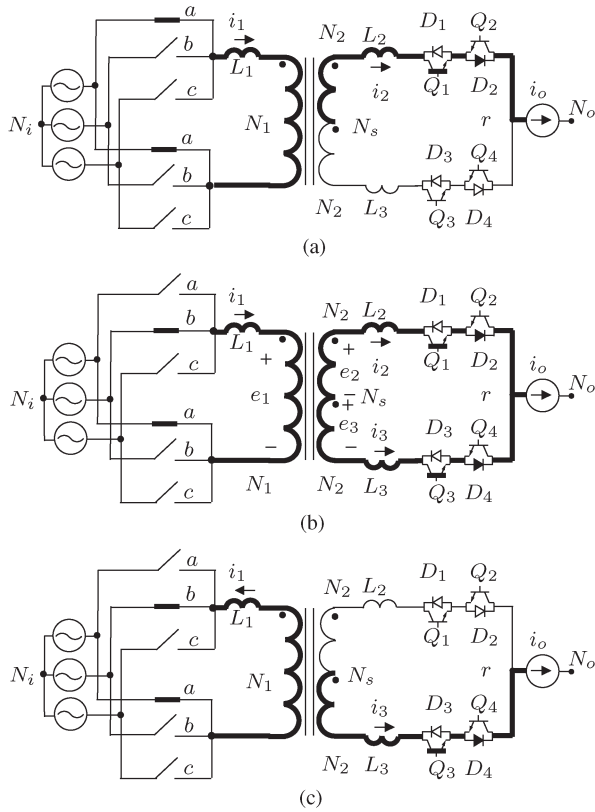 a
i₁
N₂ L₂ D₁ Q₂
b
L₁
i₂ Q₁ D₂ iₒ
c
Nᵢ N₁ Nₛ r Nₒ
a
D₃ Q₄
b
N₂ L₃ Q₃ D₄
c
(a)
a
i₁ N₂ L₂ D₁ Q₂
b
L₁
+ + i₂ Q₁ D₂ iₒ
c e₂
Nᵢ e₁ − Nₛ r Nₒ
a + i₃ D₃ Q₄
e₃
b − −
N₁ N₂ L₃ Q₃ D₂
c
(b)
a
i₁ N₂ L₂ D₁ Q₂
b
L₁
Q₁ D₂ iₒ
c
Nᵢ N₁ Nₛ r Nₒ
a i₃ D₃ Q₄
b
N₂ L₃ Q₃ D₄
c
(c)